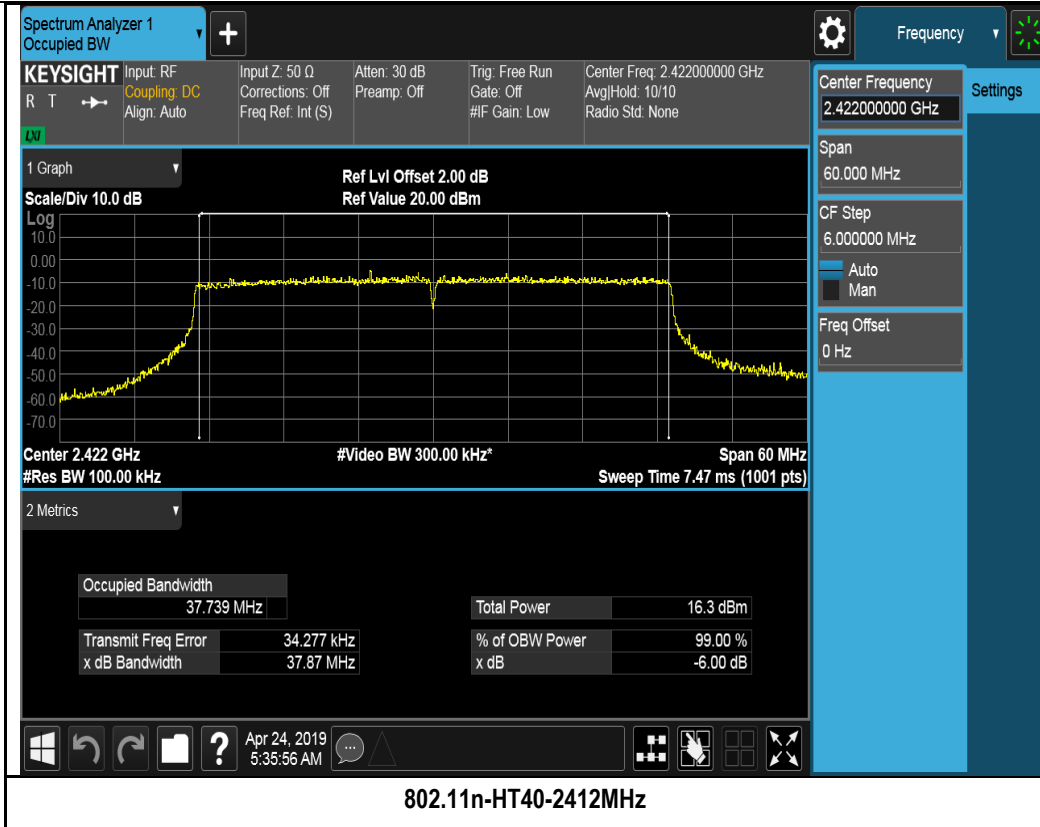 Spectrum Analyzer 1
Occupied BW
Frequency
KEYSIGHT
R T
LXI
Input: RF
Coupling: DC
Align: Auto
Input Z: 50 Ω
Corrections: Off
Freq Ref: Int (S)
Atten: 30 dB
Preamp: Off
Trig: Free Run
Gate: Off
#IF Gain: Low
Center Freq: 2.422000000 GHz
Avg|Hold: 10/10
Radio Std: None
Center Frequency
2.422000000 GHz
Settings
Span
60.000 MHz
CF Step
6.000000 MHz
Auto
Man
Freq Offset
0 Hz
1 Graph
Scale/Div 10.0 dB
Ref Lvl Offset 2.00 dB
Ref Value 20.00 dBm
Log
10.0
0.00
-10.0
-20.0
-30.0
-40.0
-50.0
-60.0
-70.0
Center 2.422 GHz
#Video BW 300.00 kHz*
Span 60 MHz
#Res BW 100.00 kHz
Sweep Time 7.47 ms (1001 pts)
2 Metrics
Occupied Bandwidth
37.739 MHz
Total Power 16.3 dBm
Transmit Freq Error 34.277 kHz
% of OBW Power 99.00 %
x dB Bandwidth 37.87 MHz
x dB -6.00 dB
?
Apr 24, 2019
5:35:56 AM
802.11n-HT40-2412MHz